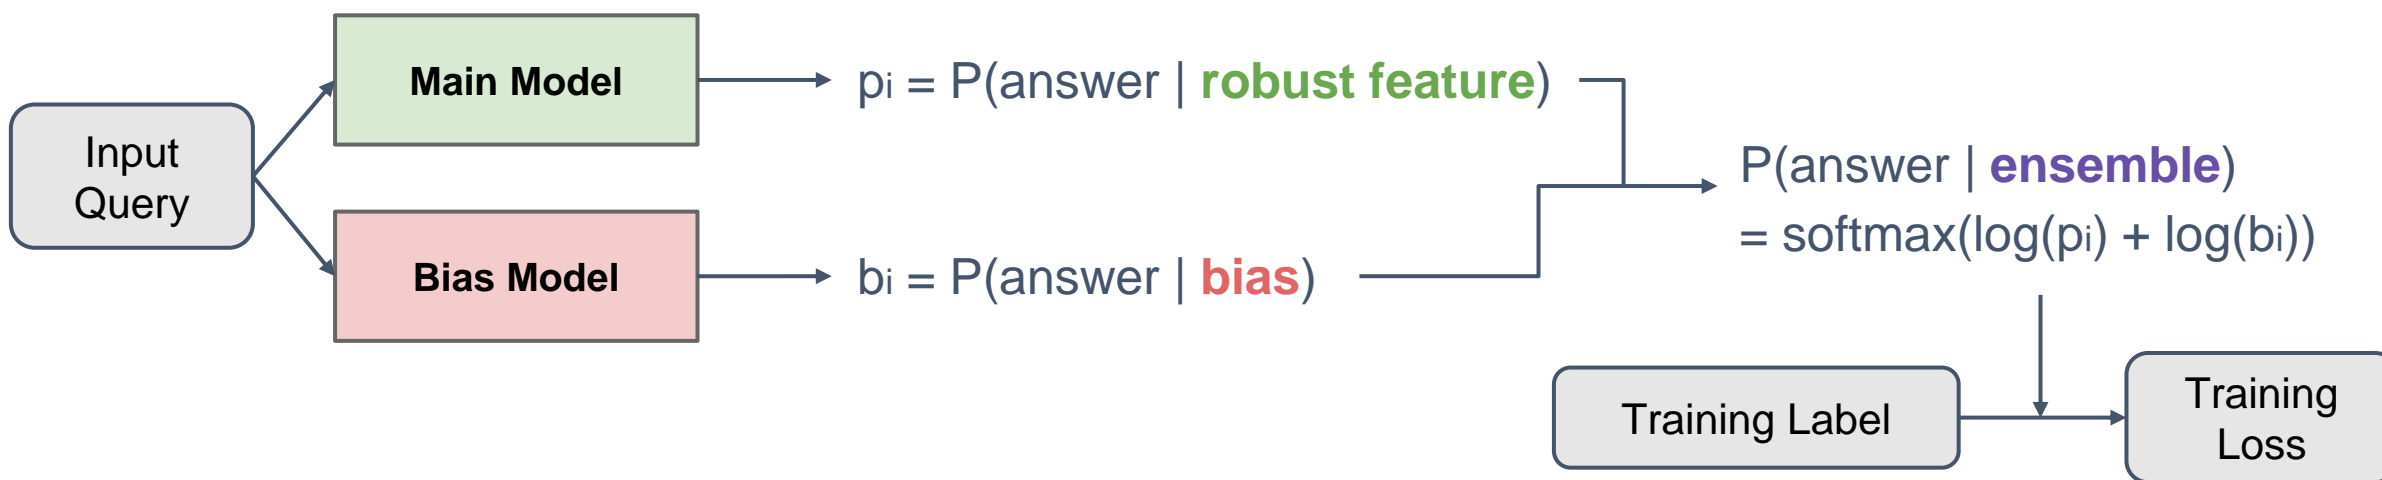 Main Model
pi = P(answer | robust feature)
Input
Query
P(answer | ensemble)
= softmax(log(pi) + log(bi))
Bias Model
bi = P(answer | bias)
Training Label
Training
Loss